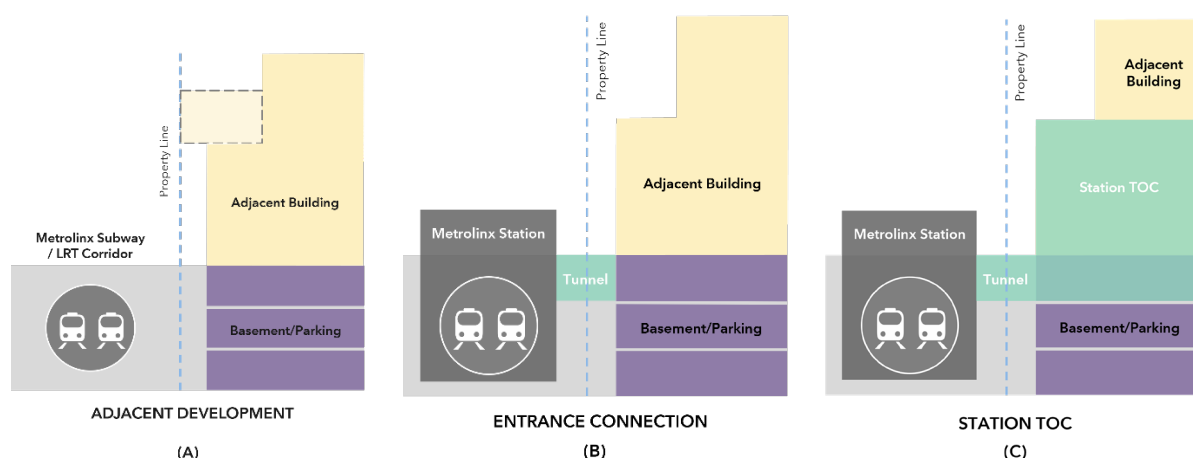 Property Line
Adjacent Building
Metrolinx Subway
/ LRT Corridor
Basement/Parking
ADJACENT DEVELOPMENT
(A)
Property Line
Adjacent Building
Metrolinx Station
Tunnel
Basement/Parking
ENTRANCE CONNECTION
(B)
Property Line
Adjacent
Building
Station TOC
Metrolinx Station
Tunnel
Basement/Parking
STATION TOC
(C)